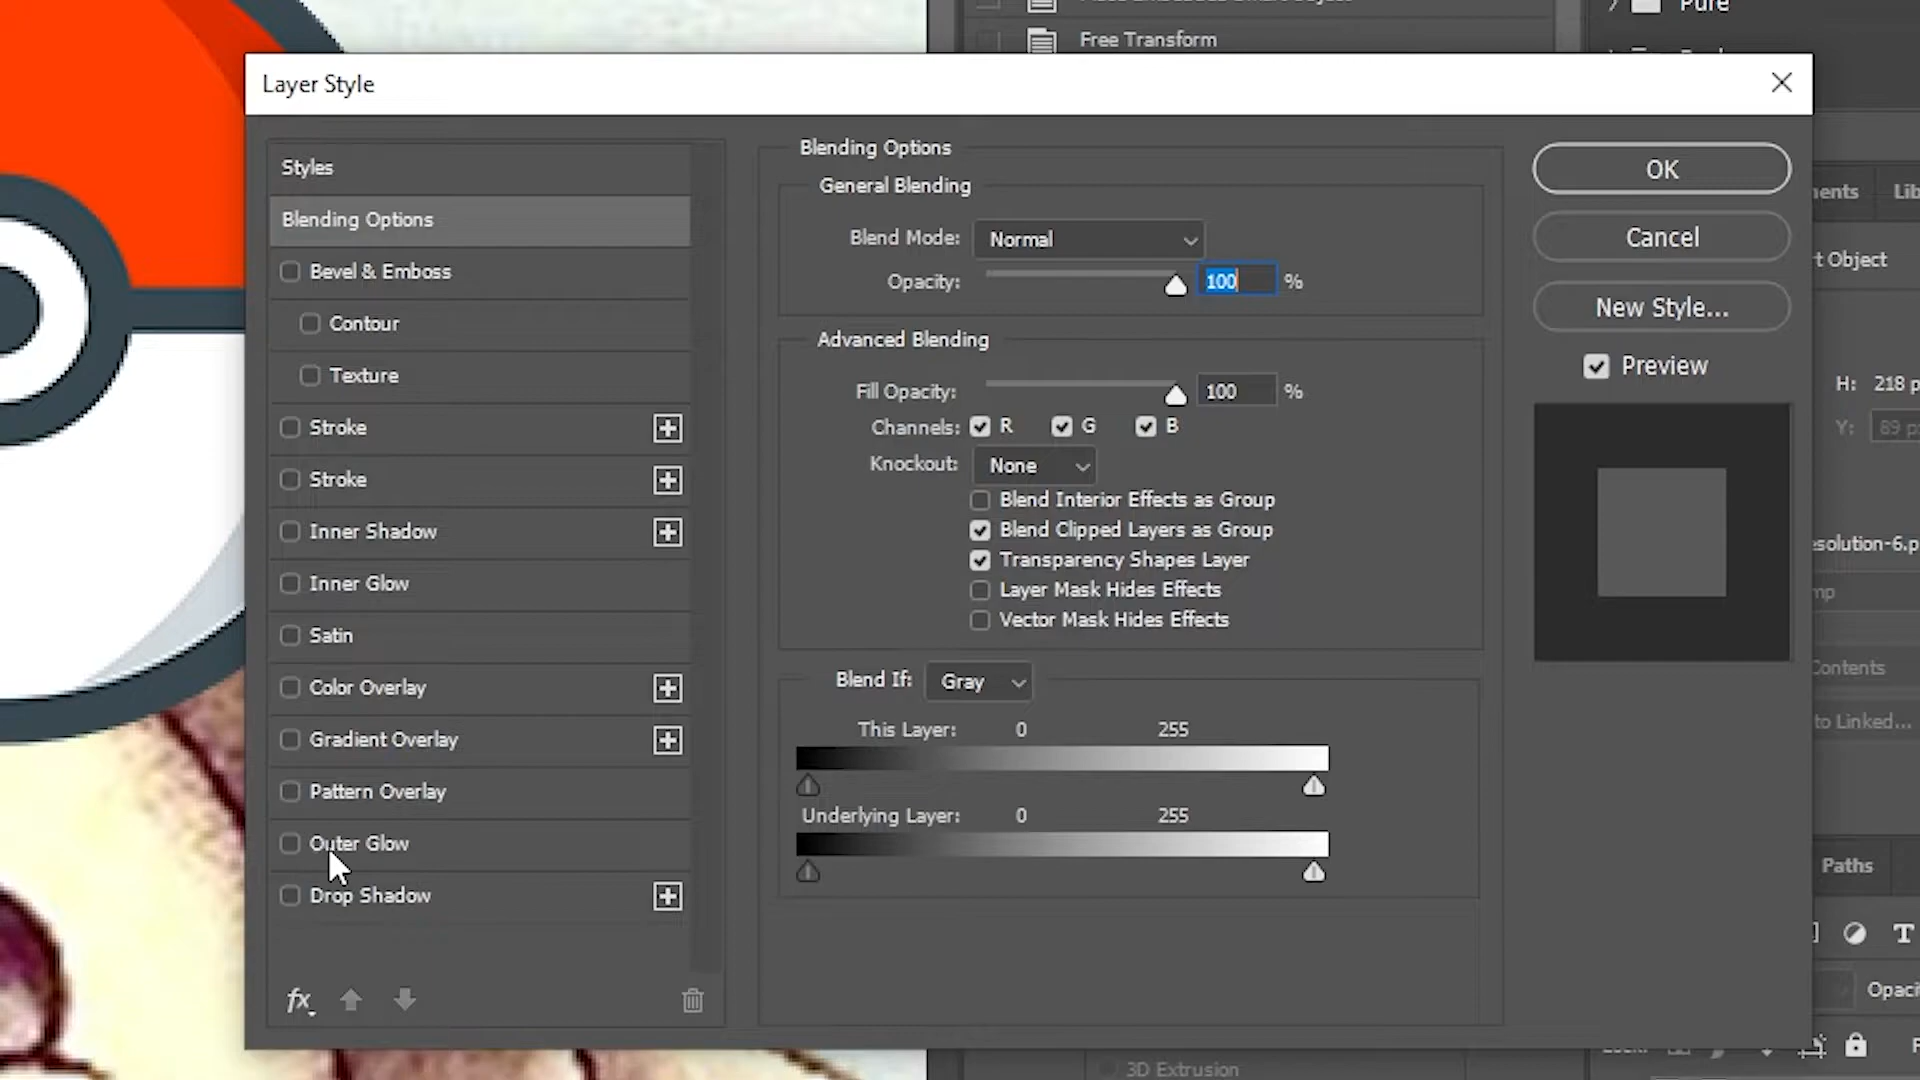 Pure
Free Transform
Layer Style
Styles
Blending Options
Bevel & Emboss
Contour
Texture
Stroke
Stroke
Inner Shadow
Inner Glow
Satin
Color Overlay
Gradient Overlay
Pattern Overlay
Outer Glow
Drop Shadow
fx
Blending Options
General Blending
Blend Mode: Normal
Opacity: 100 %
Advanced Blending
Fill Opacity: 100 %
Channels: R G B
Knockout: None
Blend Interior Effects as Group
Blend Clipped Layers as Group
Transparency Shapes Layer
Layer Mask Hides Effects
Vector Mask Hides Effects
Blend If: Gray
This Layer: 0 255
Underlying Layer: 0 255
OK
Cancel
New Style...
Preview
ments Lib
rt Object
H: 218 p
Y: 89 p
esolution-6.p
mp
Contents
to Linked...
Paths
T
Opaci
3D Extrusion